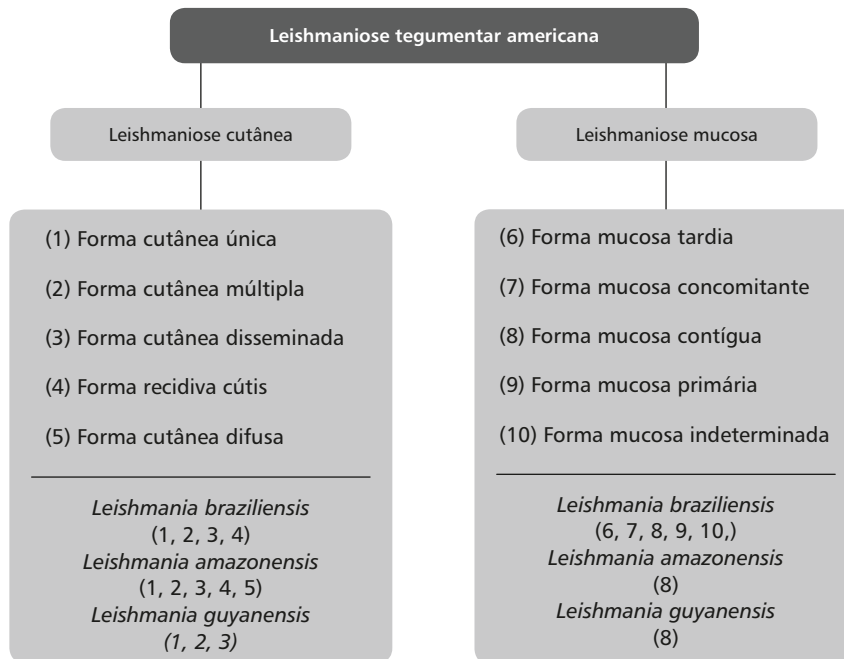 Leishmaniose tegumentar americana
Leishmaniose cutânea
(1) Forma cutânea única
(2) Forma cutânea múltipla
(3) Forma cutânea disseminada
(4) Forma recidiva cútis
(5) Forma cutânea difusa
Leishmania braziliensis
(1, 2, 3, 4)
Leishmania amazonensis
(1, 2, 3, 4, 5)
Leishmania guyanensis
(1, 2, 3)
Leishmaniose mucosa
(6) Forma mucosa tardia
(7) Forma mucosa concomitante
(8) Forma mucosa contígua
(9) Forma mucosa primária
(10) Forma mucosa indeterminada
Leishmania braziliensis
(6, 7, 8, 9, 10,)
Leishmania amazonensis
(8)
Leishmania guyanensis
(8)